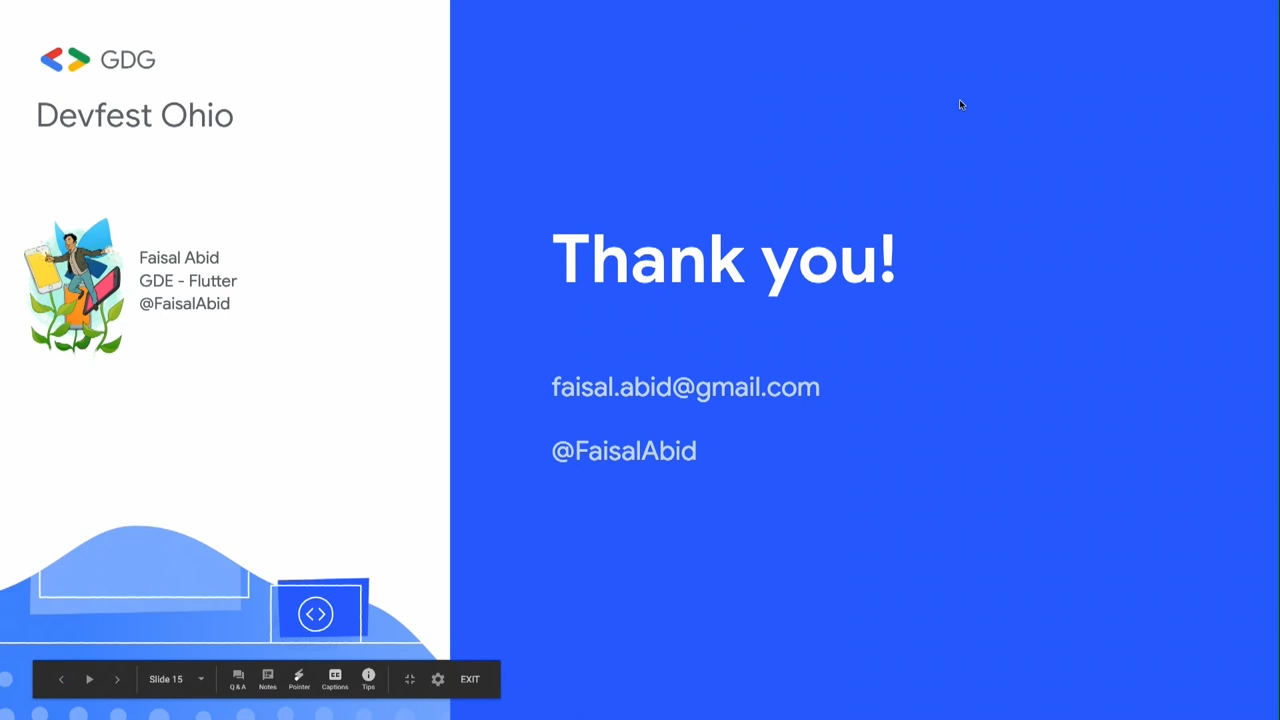 GDG
Devfest Ohio
Faisal Abid
GDE - Flutter
@FaisalAbid
Thank you!
faisal.abid@gmail.com
@FaisalAbid
Slide 15
Q & A
Notes
Pointer
CC
Captions
Tips
EXIT